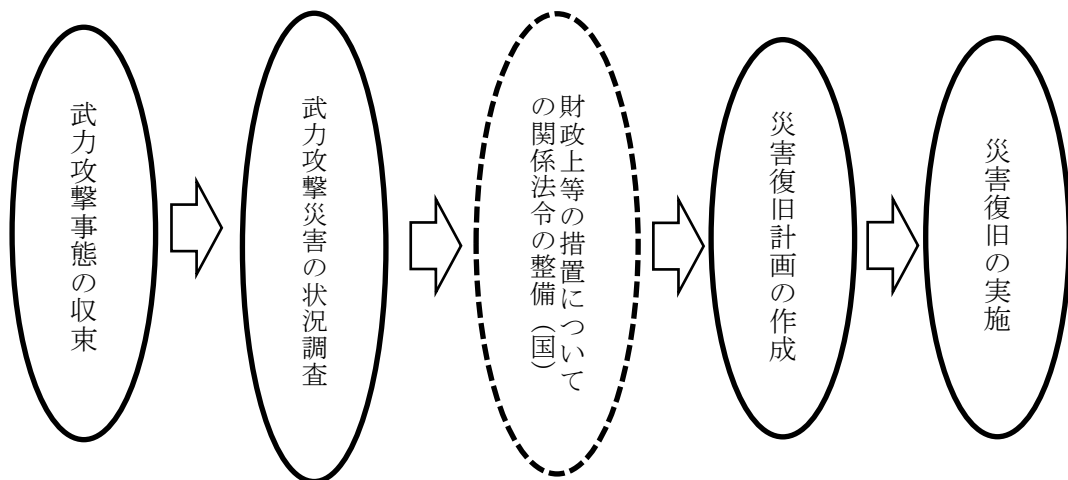 武力攻撃事態の収束
武力攻撃災害の状況調査
財政上等の措置について
の関係法令の整備（国）
災害復旧計画の作成
災害復旧の実施